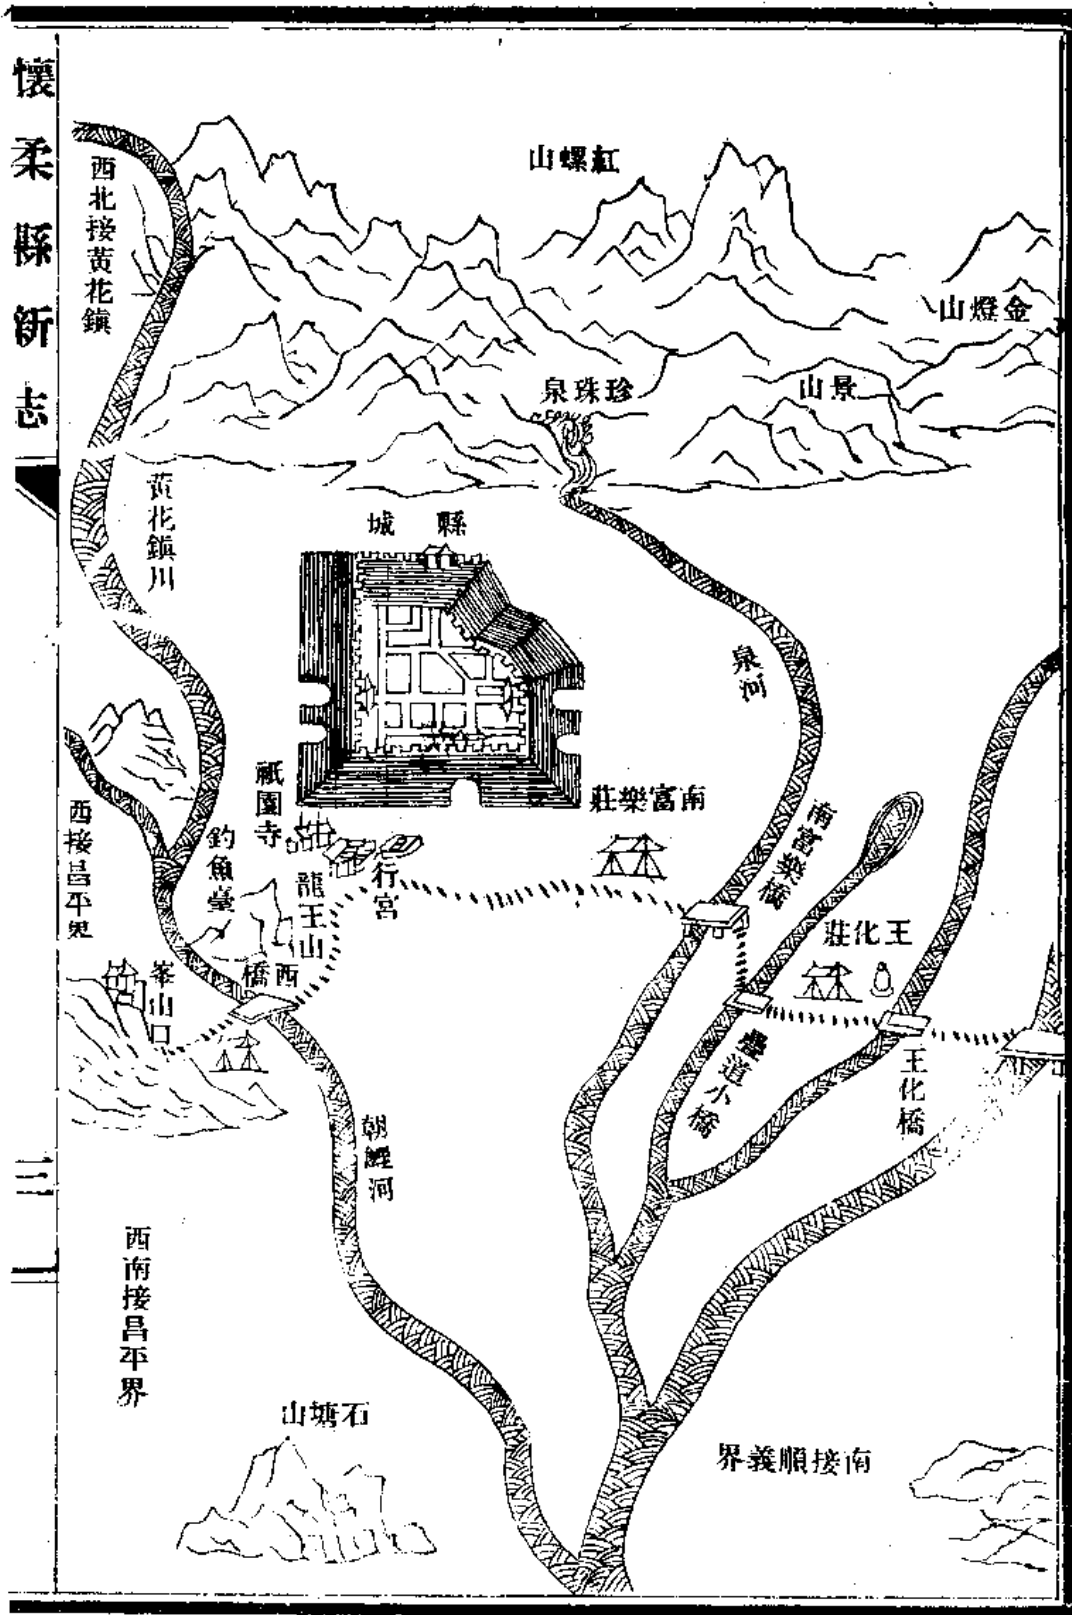 懷柔縣新志
西北接黃花鎮
紅螺山
金燈山
珍珠泉
景山
黃花鎮川
縣城
泉河
南富樂莊
祇園寺
行宮
龍王山
釣魚臺
西接昌平界
南富樂橋
王化莊
西橋
峯山口
疊道小橋
王化橋
朝鯉河
三
西南接昌平界
石塘山
南接順義界